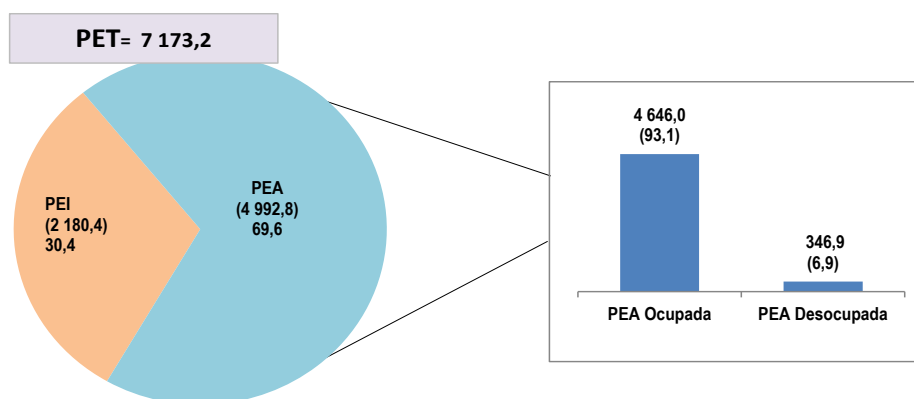 PET= 7 173,2
PEI
(2 180,4)
30,4
PEA
(4 992,8)
69,6
4 646,0
(93,1)
346,9
(6,9)
PEA Ocupada
PEA Desocupada